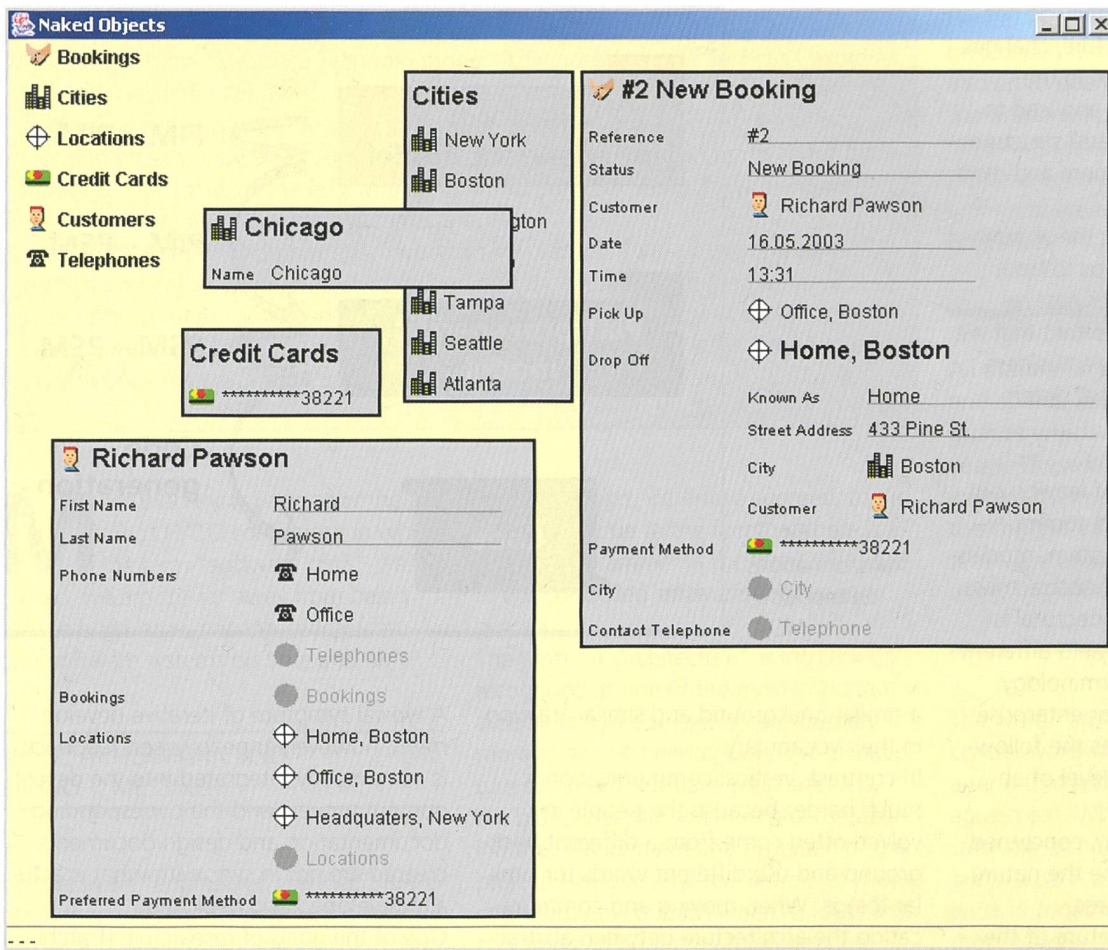 Naked Objects
Bookings
Cities
Locations
Credit Cards
Customers
Telephones
Cities
New York
Boston
gton
Tampa
Seattle
Atlanta
Chicago
Name Chicago
Credit Cards
**********38221
Richard Pawson
First Name Richard
Last Name Pawson
Phone Numbers Home
Office
Telephones
Bookings Bookings
Locations Home, Boston
Office, Boston
Headquaters, New York
Locations
Preferred Payment Method **********38221
#2 New Booking
Reference #2
Status New Booking
Customer Richard Pawson
Date 16.05.2003
Time 13:31
Pick Up Office, Boston
Drop Off Home, Boston
Known As Home
Street Address 433 Pine St.
City Boston
Customer Richard Pawson
Payment Method **********38221
City City
Contact Telephone Telephone
---